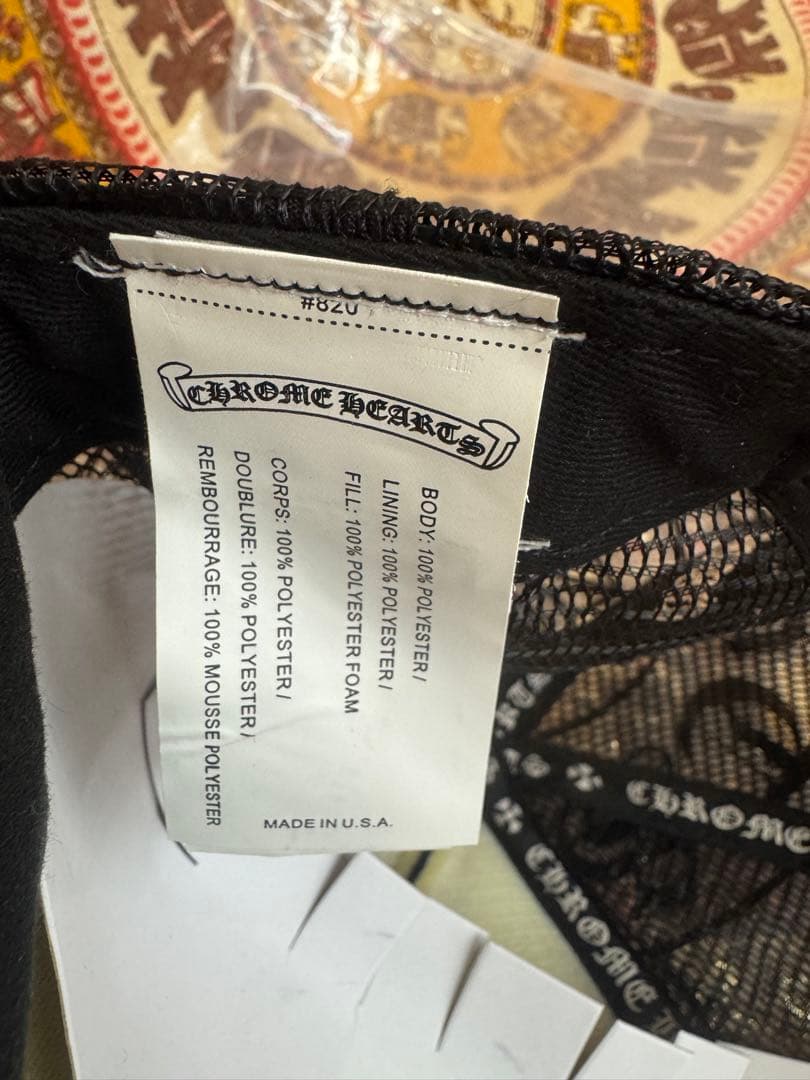 #820
CHROME HEARTS
BODY: 100% POLYESTER /
LINING: 100% POLYESTER /
FILL: 100% POLYESTER FOAM
CORPS: 100% POLYESTER /
DOUBLURE: 100% POLYESTER /
REMBOURRAGE: 100% MOUSSE POLYESTER
MADE IN U.S.A.
CHROME
CHROME